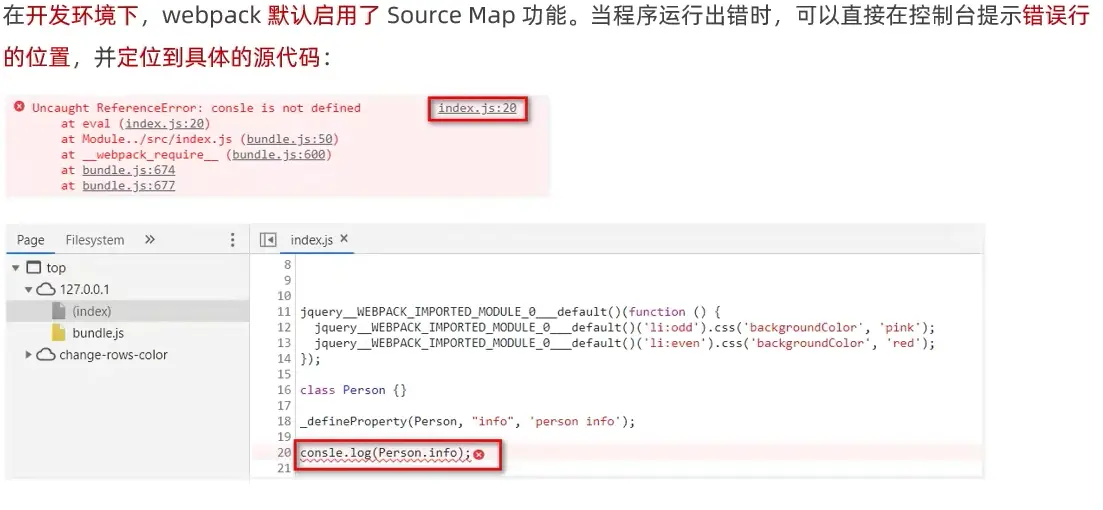 在开发环境下，webpack 默认启用了 Source Map 功能。当程序运行出错时，可以直接在控制台提示错误行
的位置，并定位到具体的源代码：
Uncaught ReferenceError: consle is not defined index.js:20
at eval (index.js:20)
at Module../src/index.js (bundle.js:50)
at __webpack_require__ (bundle.js:600)
at bundle.js:674
at bundle.js:677
Page Filesystem » index.js ×
top
127.0.0.1
(index)
bundle.js
change-rows-color
8
9
10
11 jquery__WEBPACK_IMPORTED_MODULE_0___default()(function () {
12 jquery__WEBPACK_IMPORTED_MODULE_0___default()('li:odd').css('backgroundColor', 'pink');
13 jquery__WEBPACK_IMPORTED_MODULE_0___default()('li:even').css('backgroundColor', 'red');
14 });
15
16 class Person {}
17
18 _defineProperty(Person, "info", 'person info');
19
20 consle.log(Person.info);
21